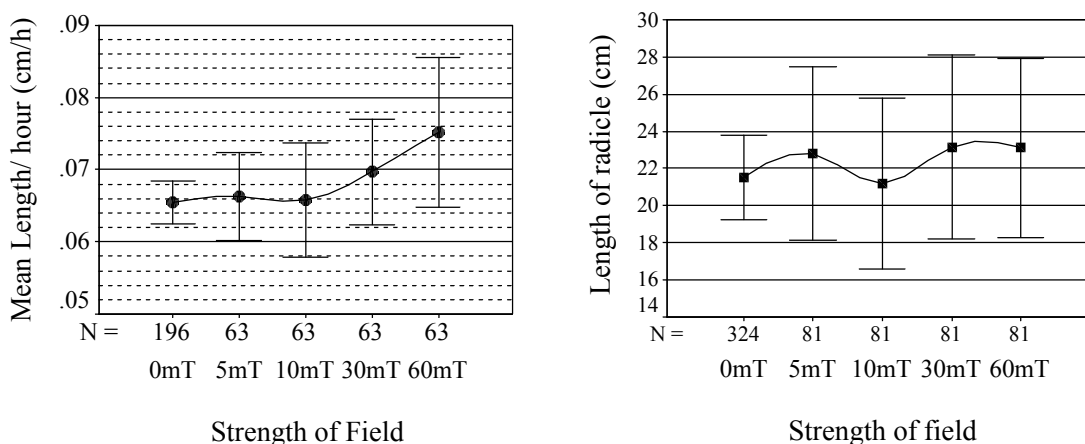 Mean Length/ hour (cm/h)
.09
.08
.07
.06
.05
N = 196 63 63 63 63
0mT 5mT 10mT 30mT 60mT
Strength of Field
Length of radicle (cm)
30
28
26
24
22
20
18
16
14
N = 324 81 81 81 81
0mT 5mT 10mT 30mT 60mT
Strength of field